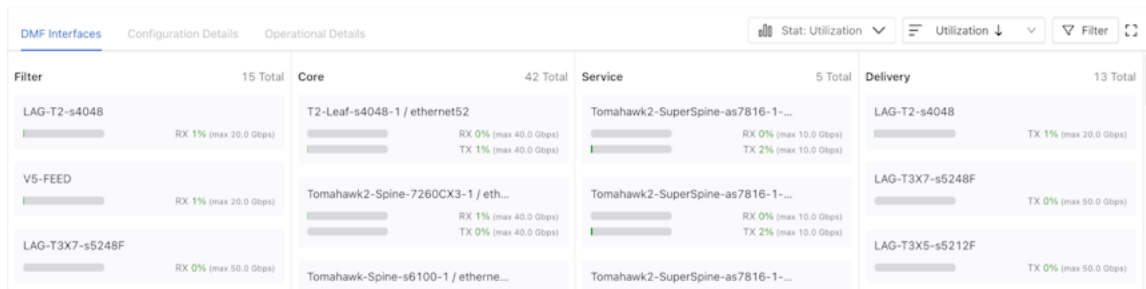 DMF Interfaces Configuration Details Operational Details Stat: Utilization Utilization ↓ Filter
Filter 15 Total
LAG-T2-s4048
RX 1% (max 20.0 Gbps)
V5-FEED
RX 1% (max 20.0 Gbps)
LAG-T3X7-s5248F
RX 0% (max 50.0 Gbps)
Core 42 Total
T2-Leaf-s4048-1 / ethernet52
RX 0% (max 40.0 Gbps)
TX 1% (max 40.0 Gbps)
Tomahawk2-Spine-7260CX3-1 / eth...
RX 1% (max 40.0 Gbps)
TX 0% (max 40.0 Gbps)
Tomahawk-Spine-s6100-1 / etherne...
Service 5 Total
Tomahawk2-SuperSpine-as7816-1-...
RX 0% (max 10.0 Gbps)
TX 2% (max 10.0 Gbps)
Tomahawk2-SuperSpine-as7816-1-...
RX 0% (max 10.0 Gbps)
TX 2% (max 10.0 Gbps)
Tomahawk2-SuperSpine-as7816-1-...
Delivery 13 Total
LAG-T2-s4048
TX 1% (max 20.0 Gbps)
LAG-T3X7-s5248F
TX 0% (max 50.0 Gbps)
LAG-T3X5-s5212F
TX 0% (max 50.0 Gbps)